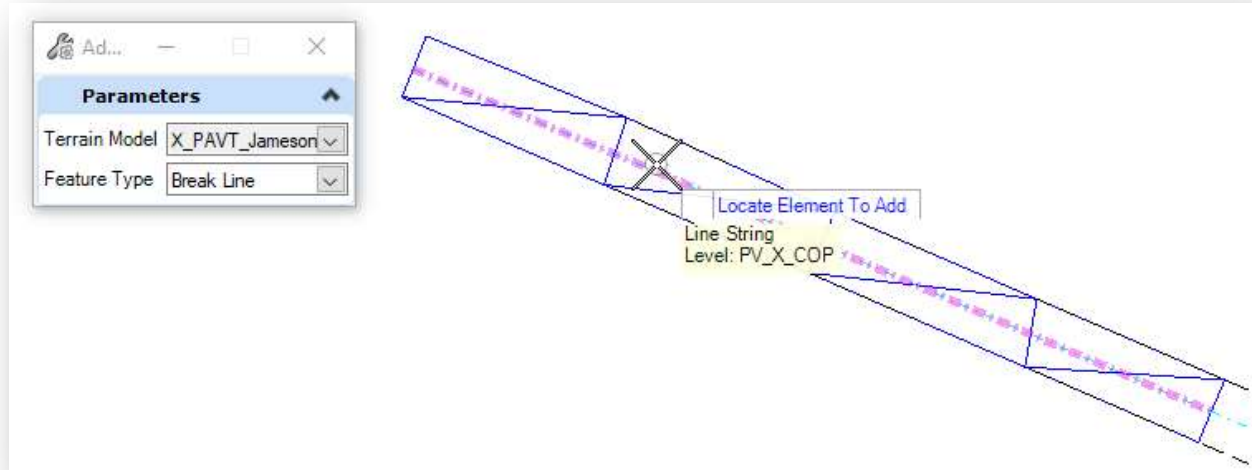 Ad...
Parameters
Terrain Model X_PAVT_Jameson
Feature Type Break Line
Locate Element To Add
Line String
Level: PV_X_COP